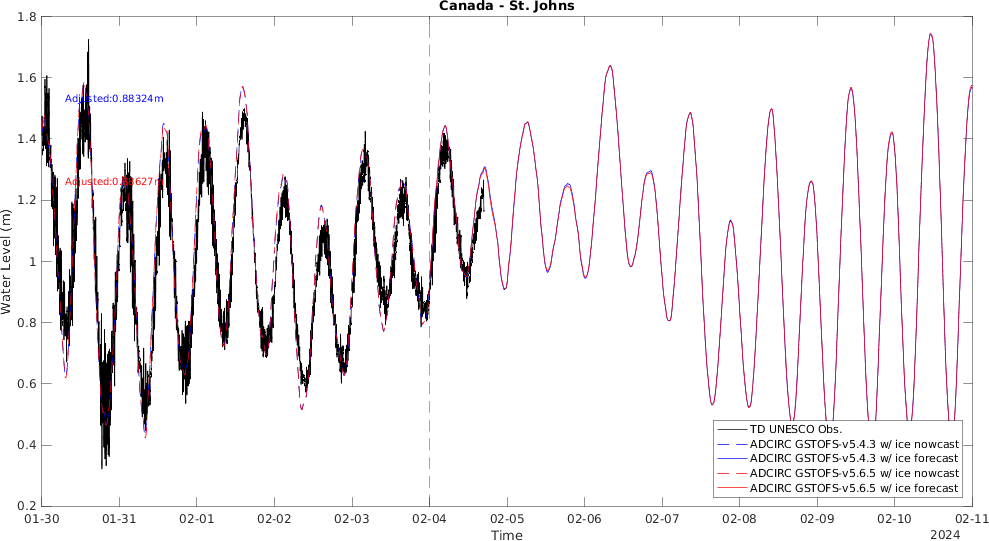 Canada - St. Johns
Water Level (m)
1.8
1.6
1.4
1.2
1
0.8
0.6
0.4
0.2
Adjusted:0.88324m
TD UNESCO Obs.
ADCIRC GSTOFS-v5.4.3 w/ ice nowcast
ADCIRC GSTOFS-v5.4.3 w/ ice forecast
ADCIRC GSTOFS-v5.6.5 w/ ice nowcast
ADCIRC GSTOFS-v5.6.5 w/ ice forecast
01-30 01-31 02-01 02-02 02-03 02-04 02-05 02-06 02-07 02-08 02-09 02-10 02-11
Time
2024